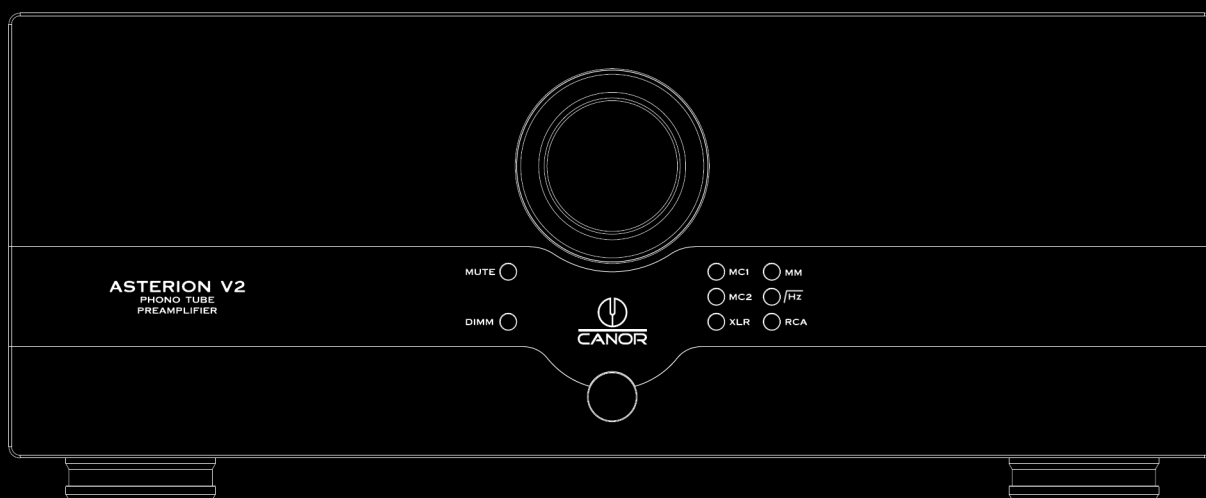 ASTERION V2
PHONO TUBE
PREAMPLIFIER
MUTE
DIMM
CANOR
MC1
MM
MC2
√Hz
XLR
RCA